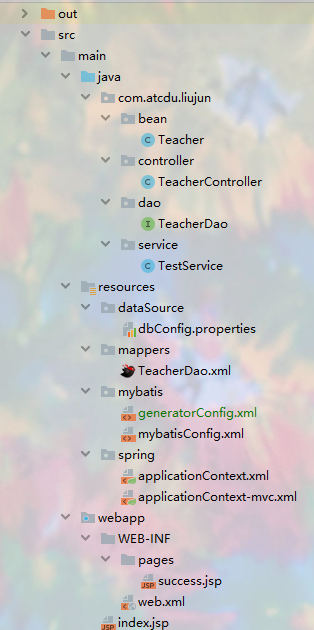 out
src
main
java
com.atcdu.liujun
bean
C Teacher
controller
C TeacherController
dao
I TeacherDao
service
C TestService
resources
dataSource
dbConfig.properties
mappers
TeacherDao.xml
mybatis
generatorConfig.xml
mybatisConfig.xml
spring
applicationContext.xml
applicationContext-mvc.xml
webapp
WEB-INF
pages
JSP success.jsp
web.xml
JSP index.jsp